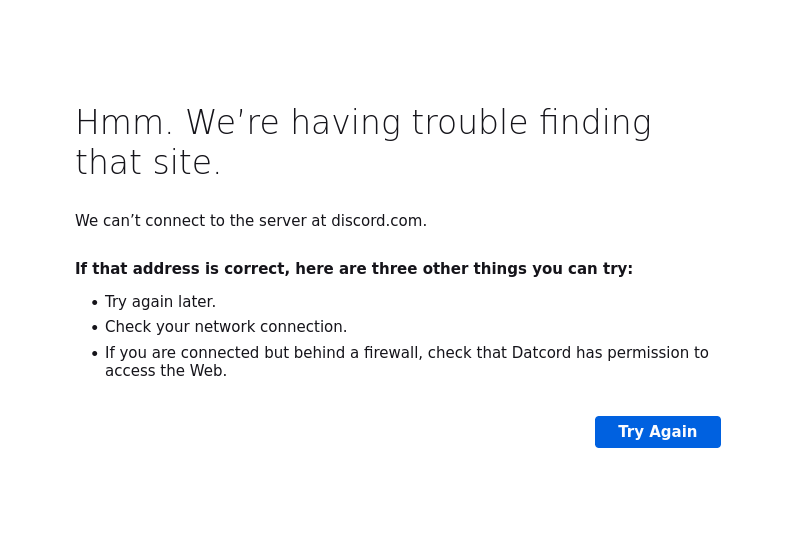 Hmm. We’re having trouble finding
that site.
We can’t connect to the server at discord.com.
If that address is correct, here are three other things you can try:
• Try again later.
• Check your network connection.
• If you are connected but behind a firewall, check that Datcord has permission to
access the Web.
Try Again